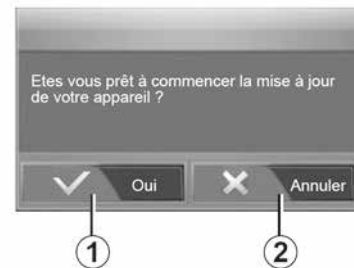 Etes vous prêt à commencer la mise à jour
de votre appareil ?
Oui
Annuler
1
2